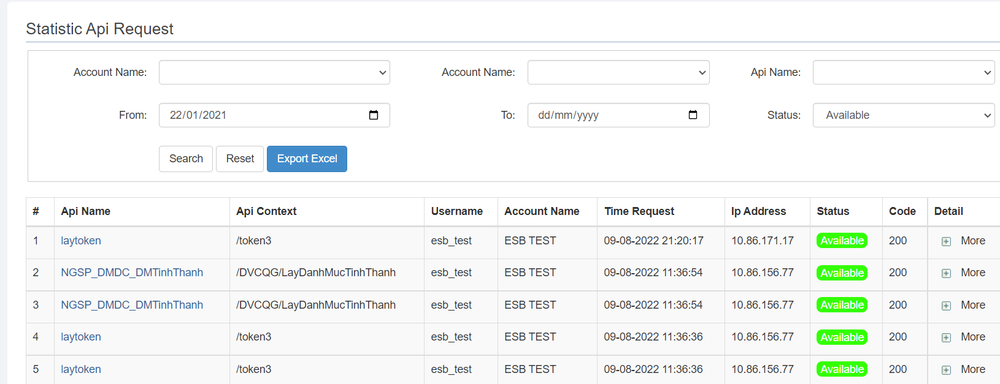 Statistic Api Request
Account Name: Account Name: Api Name:
From: 22/01/2021 To: dd/mm/yyyy Status: Available
Search Reset Export Excel
# Api Name Api Context Username Account Name Time Request Ip Address Status Code Detail
1 laytoken /token3 esb_test ESB TEST 09-08-2022 21:20:17 10.86.171.17 Available 200 More
2 NGSP_DMDC_DMTinhThanh /DVCQG/LayDanhMucTinhThanh esb_test ESB TEST 09-08-2022 11:36:54 10.86.156.77 Available 200 More
3 NGSP_DMDC_DMTinhThanh /DVCQG/LayDanhMucTinhThanh esb_test ESB TEST 09-08-2022 11:36:54 10.86.156.77 Available 200 More
4 laytoken /token3 esb_test ESB TEST 09-08-2022 11:36:36 10.86.156.77 Available 200 More
5 laytoken /token3 esb_test ESB TEST 09-08-2022 11:36:36 10.86.156.77 Available 200 More